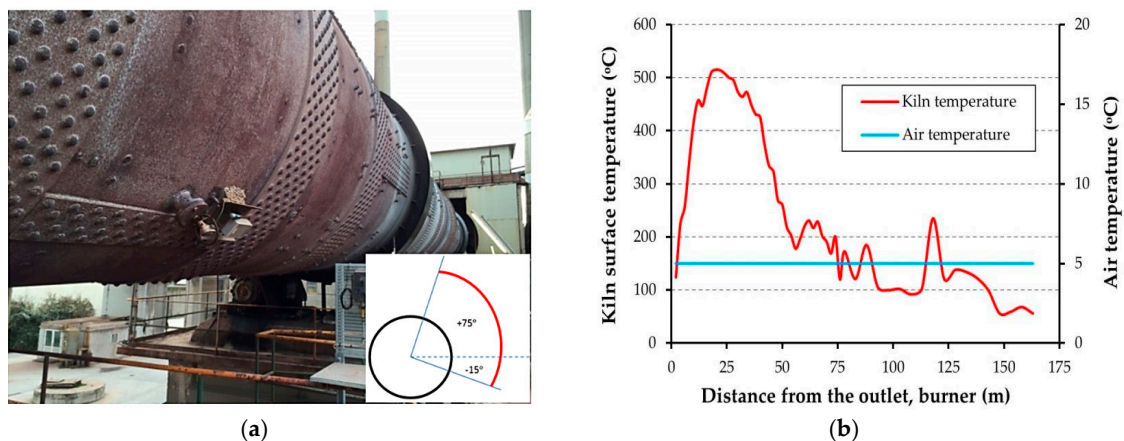 +75°
-15°
(a)
600
500
400
300
200
100
0
Kiln surface temperature (°C)
20
15
10
5
0
Air temperature (°C)
Kiln temperature
Air temperature
0 25 50 75 100 125 150 175
Distance from the outlet, burner (m)
(b)